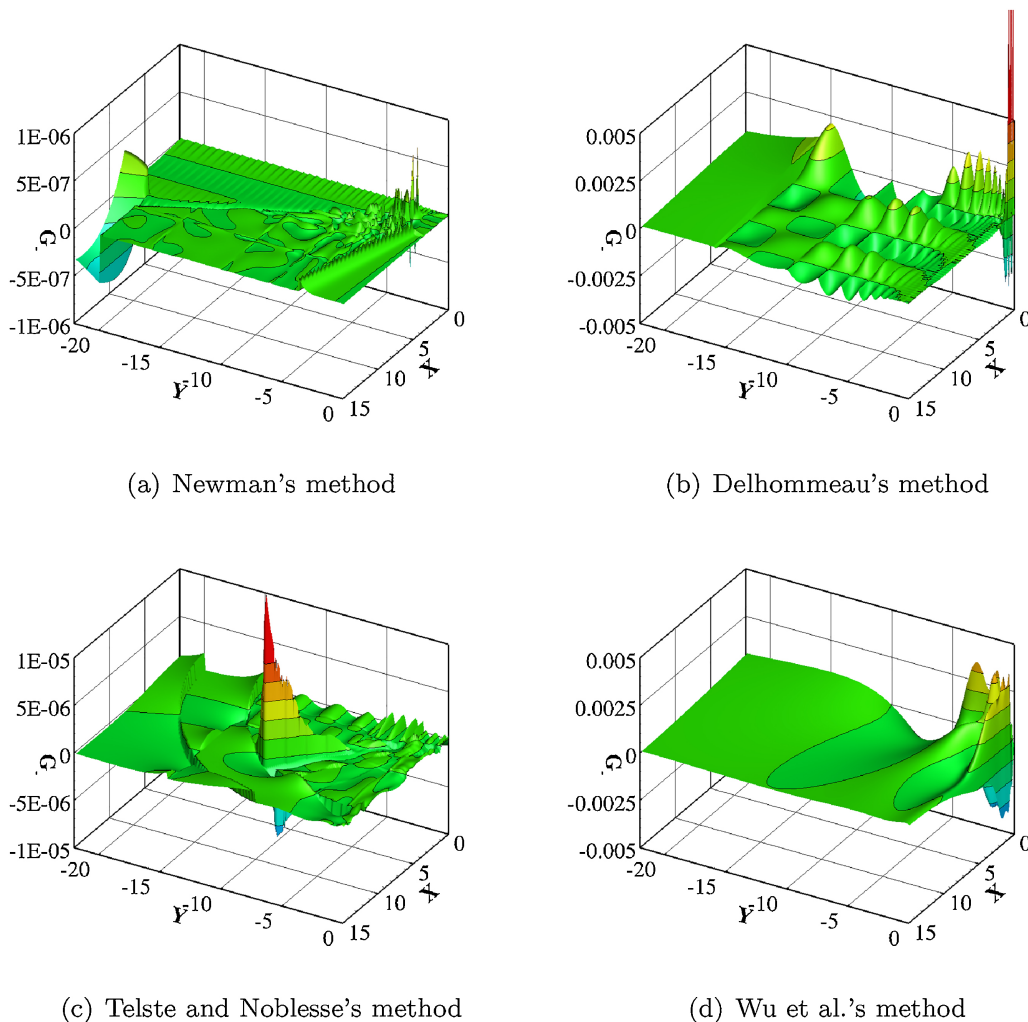 1E-06
5E-07
0
-5E-07
-1E-06
G-
-20
-15
-10
-5
0
Y
0
5
10
15
X
(a) Newman's method
0.005
0.0025
0
-0.0025
-0.005
G-
-20
-15
-10
-5
0
Y
0
5
10
15
X
(b) Delhommeau's method
1E-05
5E-06
0
-5E-06
-1E-05
G-
-20
-15
-10
-5
0
Y
0
5
10
15
X
(c) Telste and Noblesse's method
0.005
0.0025
0
-0.0025
-0.005
G-
-20
-15
-10
-5
0
Y
0
5
10
15
X
(d) Wu et al.'s method